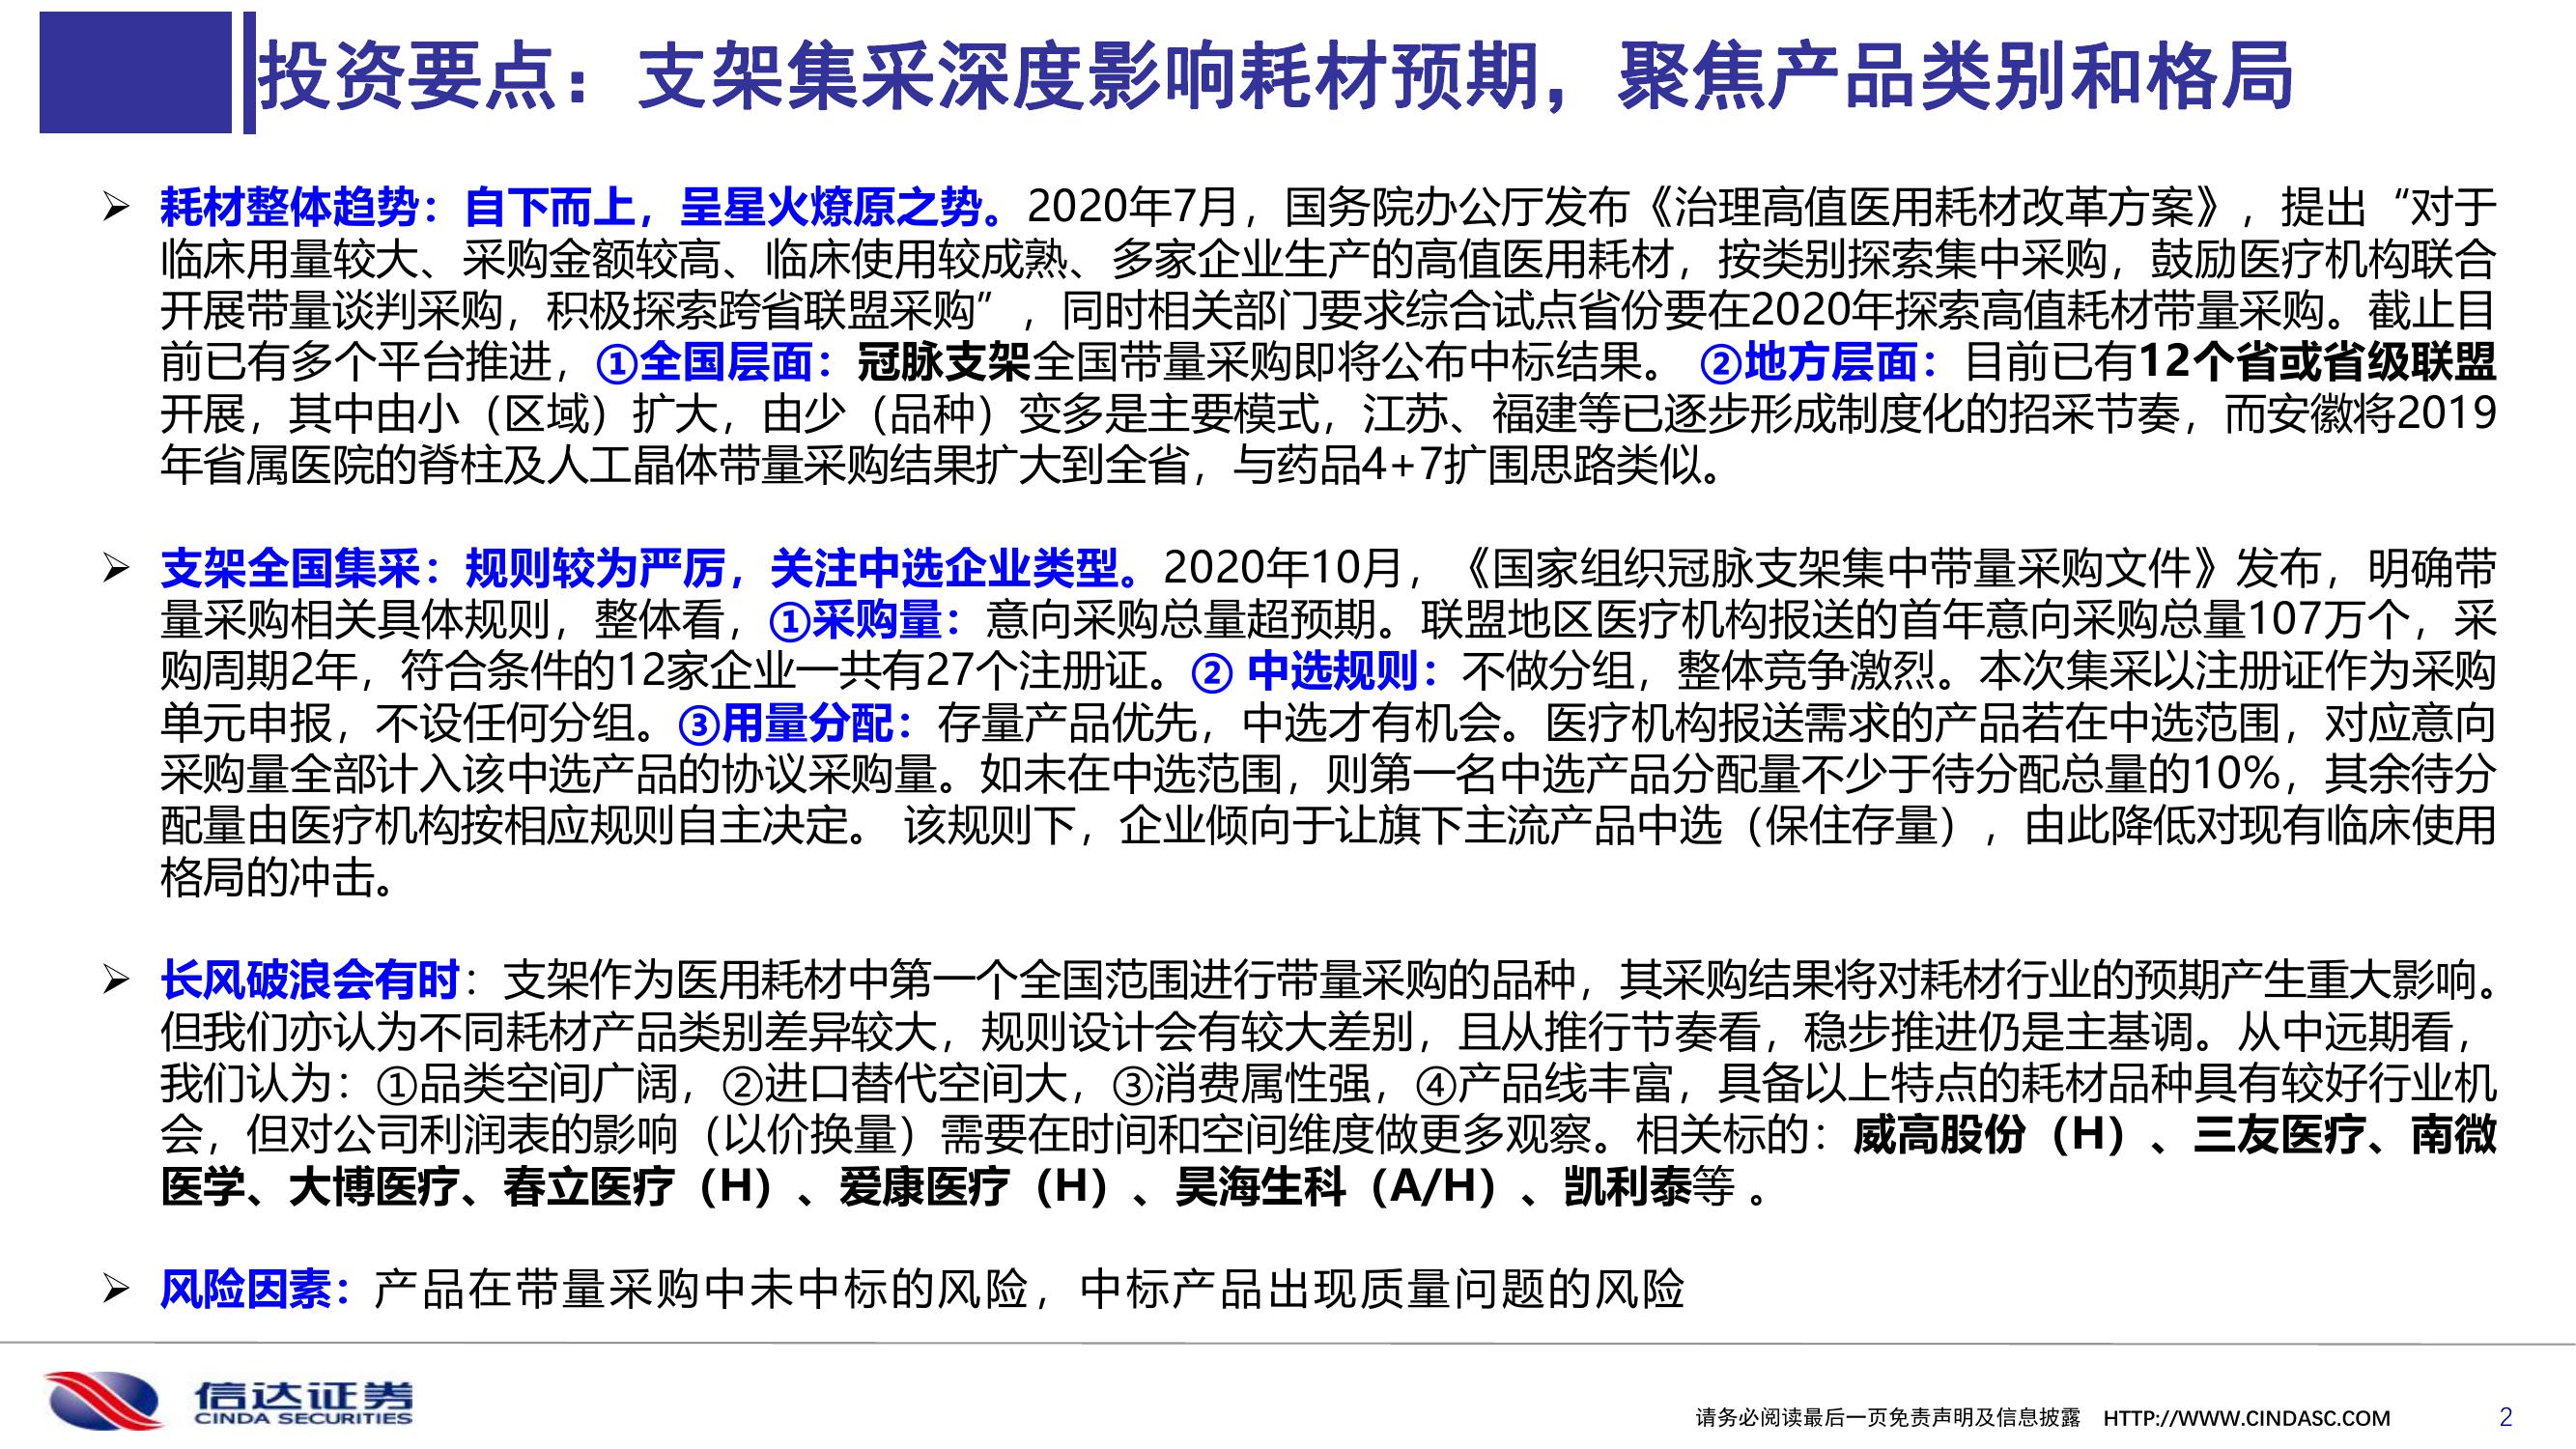 投资要点：支架集采深度影响耗材预期，聚焦产品类别和格局
➢ 耗材整体趋势：自下而上，呈星火燎原之势。2020年7月，国务院办公厅发布《治理高值医用耗材改革方案》，提出“对于
临床用量较大、采购金额较高、临床使用较成熟、多家企业生产的高值医用耗材，按类别探索集中采购，鼓励医疗机构联合
开展带量谈判采购，积极探索跨省联盟采购”，同时相关部门要求综合试点省份要在2020年探索高值耗材带量采购。截止目
前已有多个平台推进，①全国层面：冠脉支架全国带量采购即将公布中标结果。 ②地方层面：目前已有12个省或省级联盟
开展，其中由小（区域）扩大，由少（品种）变多是主要模式，江苏、福建等已逐步形成制度化的招采节奏，而安徽将2019
年省属医院的脊柱及人工晶体带量采购结果扩大到全省，与药品4+7扩围思路类似。
➢ 支架全国集采：规则较为严厉，关注中选企业类型。2020年10月，《国家组织冠脉支架集中带量采购文件》发布，明确带
量采购相关具体规则，整体看，①采购量：意向采购总量超预期。联盟地区医疗机构报送的首年意向采购总量107万个，采
购周期2年，符合条件的12家企业一共有27个注册证。② 中选规则：不做分组，整体竞争激烈。本次集采以注册证作为采购
单元申报，不设任何分组。③用量分配：存量产品优先，中选才有机会。医疗机构报送需求的产品若在中选范围，对应意向
采购量全部计入该中选产品的协议采购量。如未在中选范围，则第一名中选产品分配量不少于待分配总量的10%，其余待分
配量由医疗机构按相应规则自主决定。 该规则下，企业倾向于让旗下主流产品中选（保住存量），由此降低对现有临床使用
格局的冲击。
➢ 长风破浪会有时：支架作为医用耗材中第一个全国范围进行带量采购的品种，其采购结果将对耗材行业的预期产生重大影响。
但我们亦认为不同耗材产品类别差异较大，规则设计会有较大差别，且从推行节奏看，稳步推进仍是主基调。从中远期看，
我们认为：①品类空间广阔，②进口替代空间大，③消费属性强，④产品线丰富，具备以上特点的耗材品种具有较好行业机
会，但对公司利润表的影响（以价换量）需要在时间和空间维度做更多观察。相关标的：威高股份（H）、三友医疗、南微
医学、大博医疗、春立医疗（H）、爱康医疗（H）、昊海生科（A/H）、凯利泰等 。
➢ 风险因素：产品在带量采购中未中标的风险，中标产品出现质量问题的风险
信达证券
CINDA SECURITIES
请务必阅读最后一页免责声明及信息披露 HTTP://WWW.CINDASC.COM 2